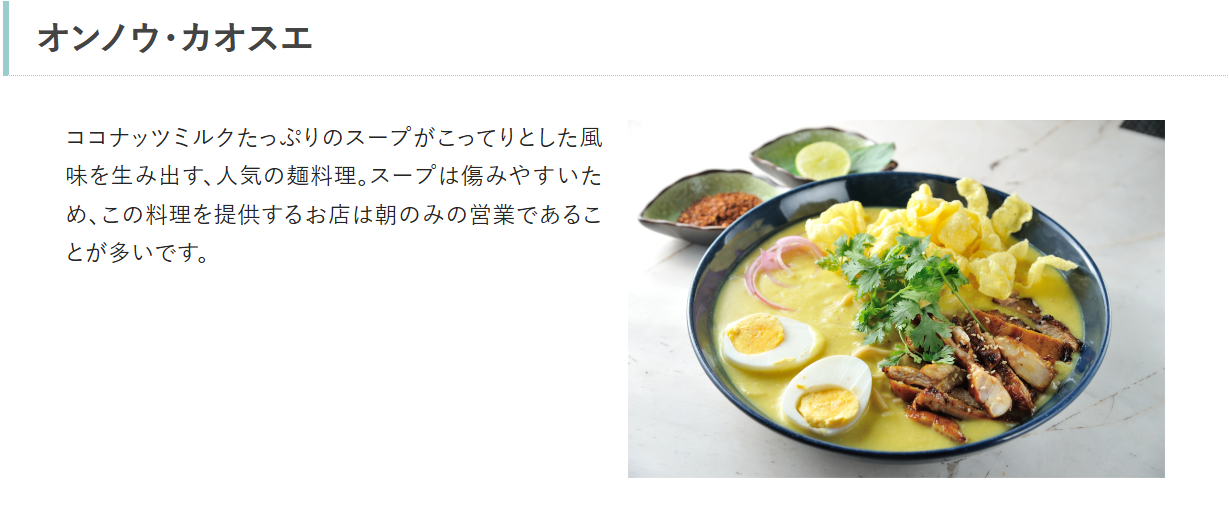 オンノウ・カオスエ
ココナッツミルクたっぷりのスープがこってりとした風
味を生み出す、人気の麺料理。スープは傷みやすいた
め、この料理を提供するお店は朝のみの営業であるこ
とが多いです。